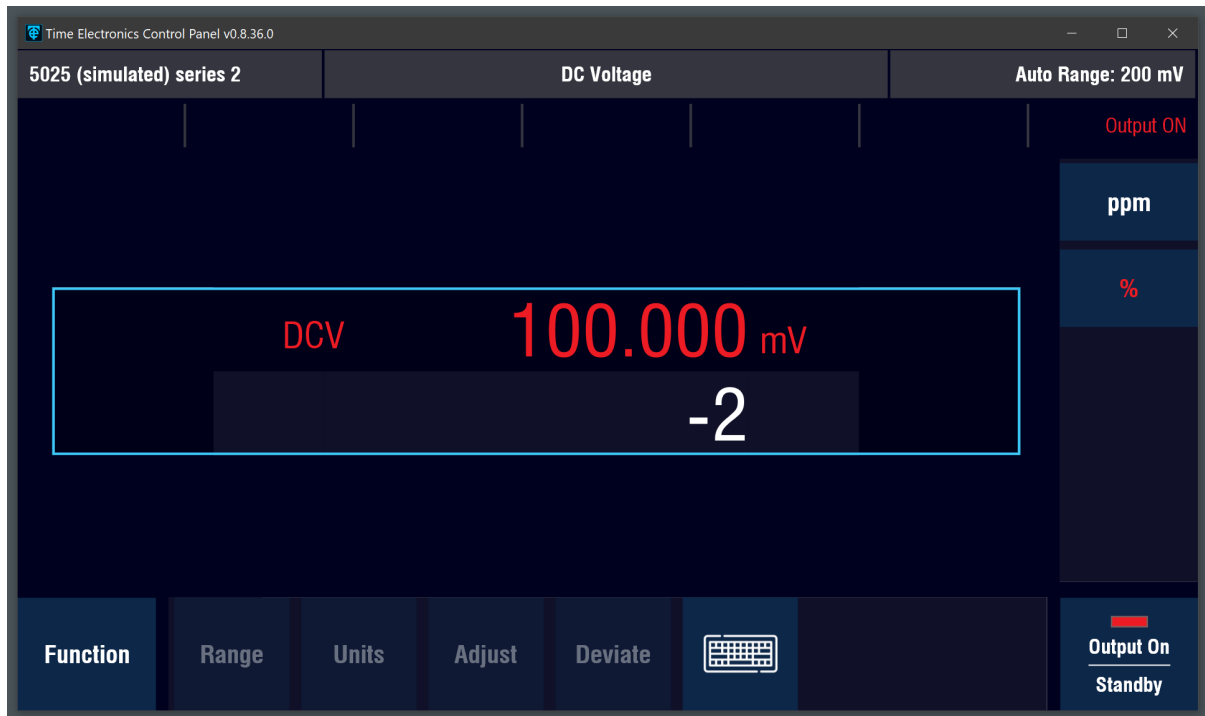 Time Electronics Control Panel v0.8.36.0
5025 (simulated) series 2
DC Voltage
Auto Range: 200 mV
Output ON
ppm
%
DCV 100.000 mV
-2
Function
Range
Units
Adjust
Deviate
Output On
Standby